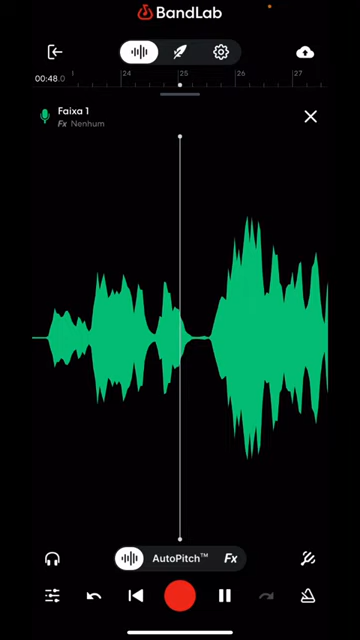 BandLab
00:48.0
24 25 26 27
Faixa 1
Fx Nenhum
AutoPitch™ Fx